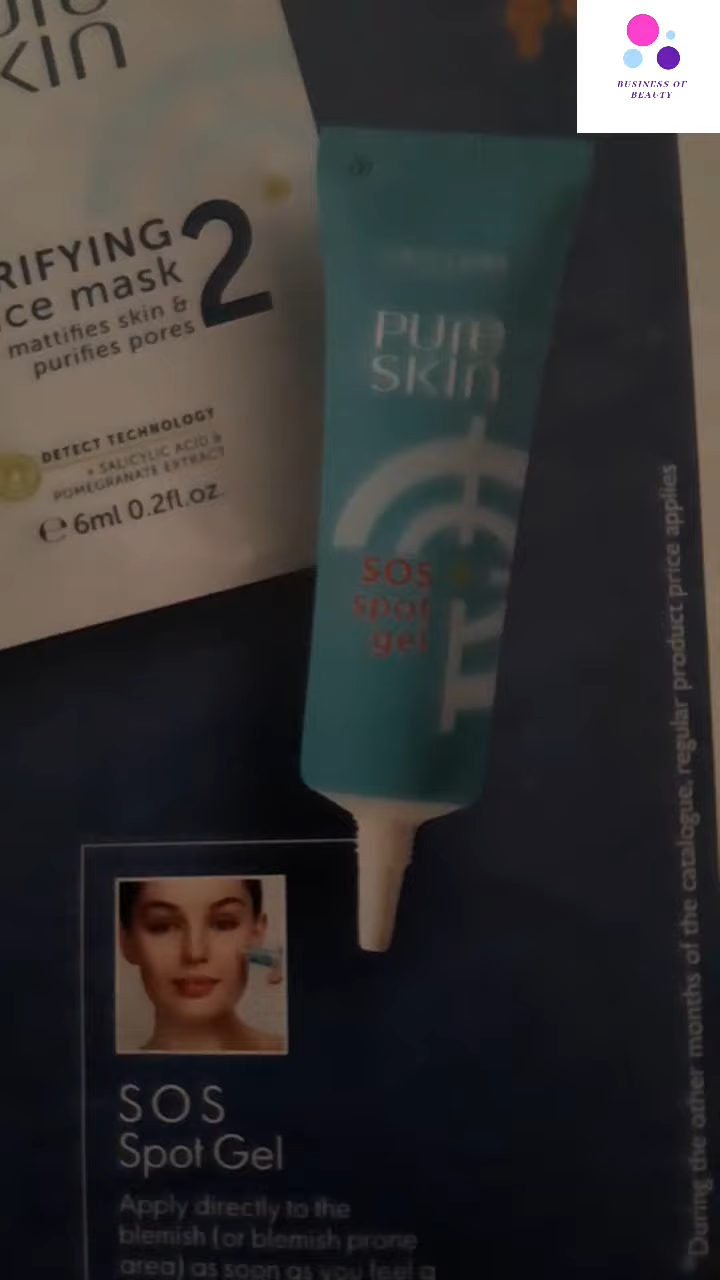 BUSINESS OF
BEAUTY
Pure
SKIN
RIFYING
ce mask
2
mattifies skin &
purifies pores
DETECT TECHNOLOGY
+ SALICYLIC ACID &
POMEGRANATE EXTRACT
e 6ml 0.2fl.oz.
PURE
SKIN
SOS
spot
gel
SOS
Spot Gel
Apply directly to the
blemish (or blemish prone
area) as soon as you feel a
*During the other months of the catalogue, regular product price applies